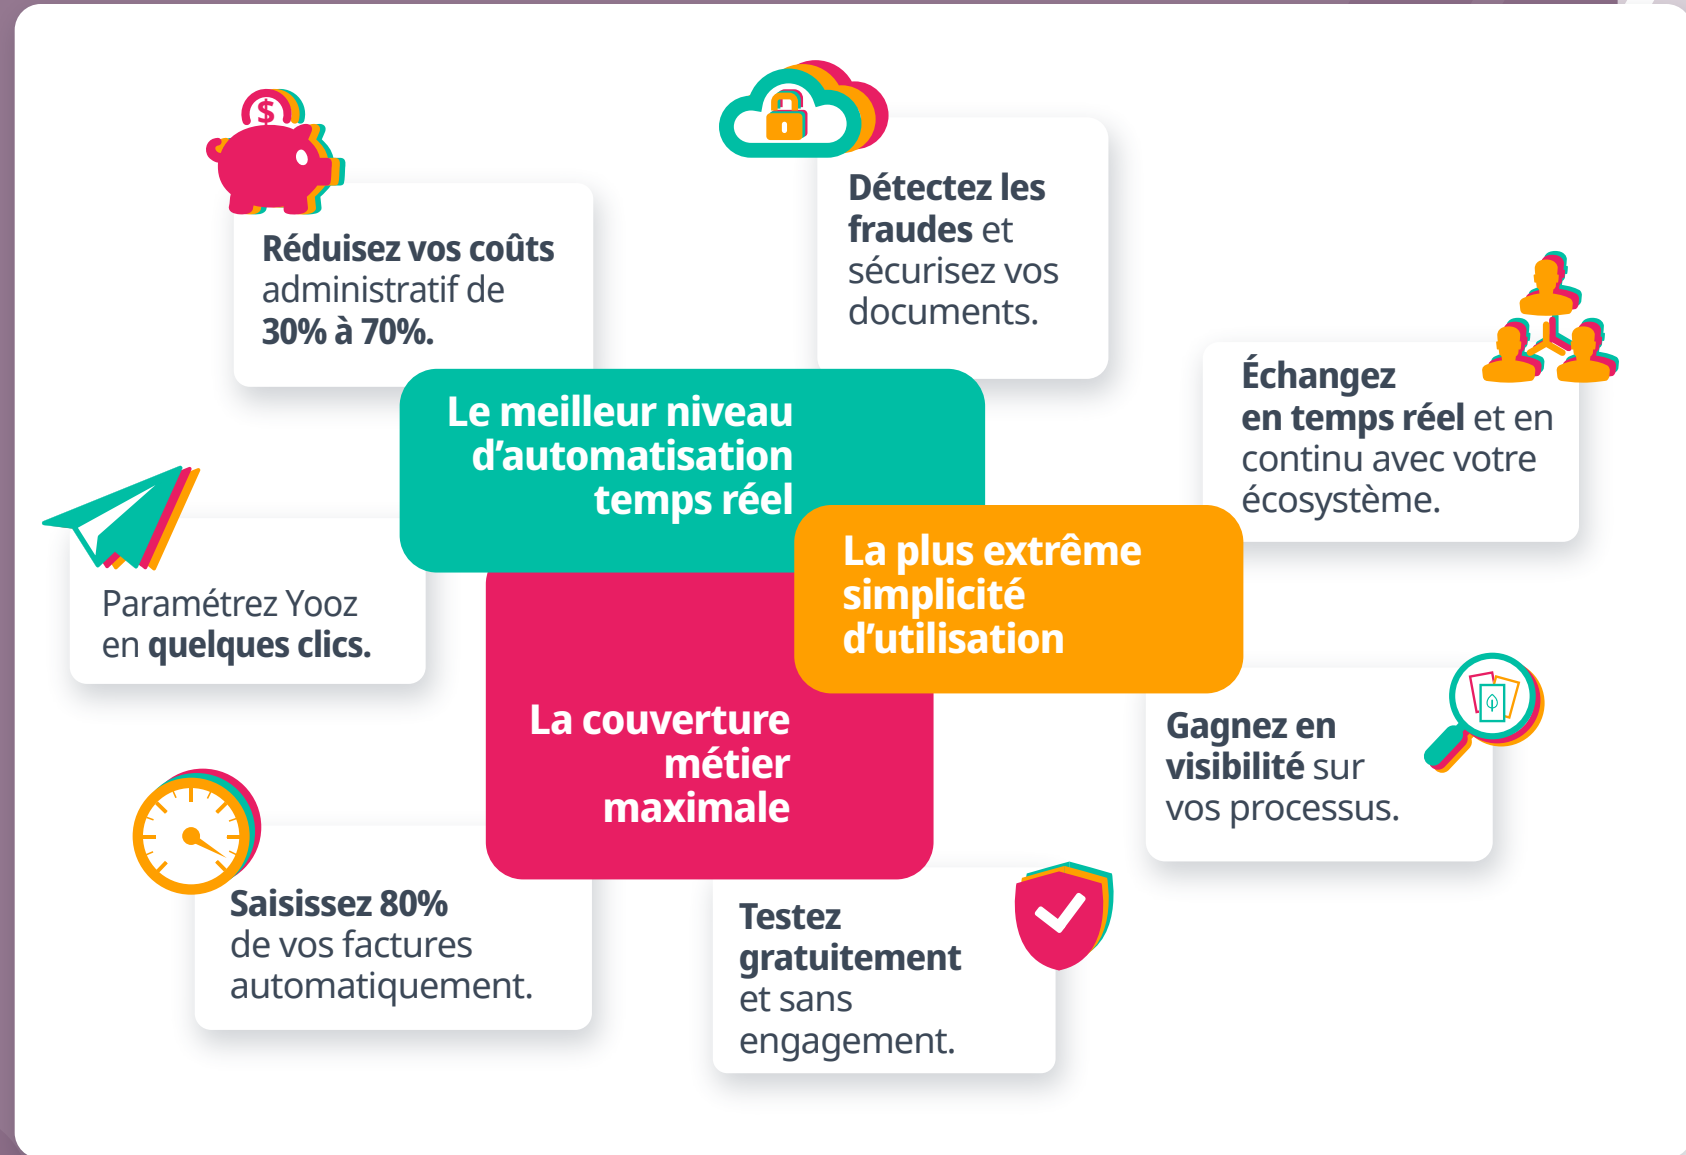 $
Réduisez vos coûts
administratif de
30% à 70%.
Détectez les
fraudes et
sécurisez vos
documents.
Échangez
en temps réel et en
continu avec votre
écosystème.
Le meilleur niveau
d’automatisation
temps réel
La plus extrême
simplicité
d’utilisation
Paramétrez Yooz
en quelques clics.
La couverture
métier
maximale
Gagnez en
visibilité sur
vos processus.
Saisissez 80%
de vos factures
automatiquement.
Testez
gratuitement
et sans
engagement.